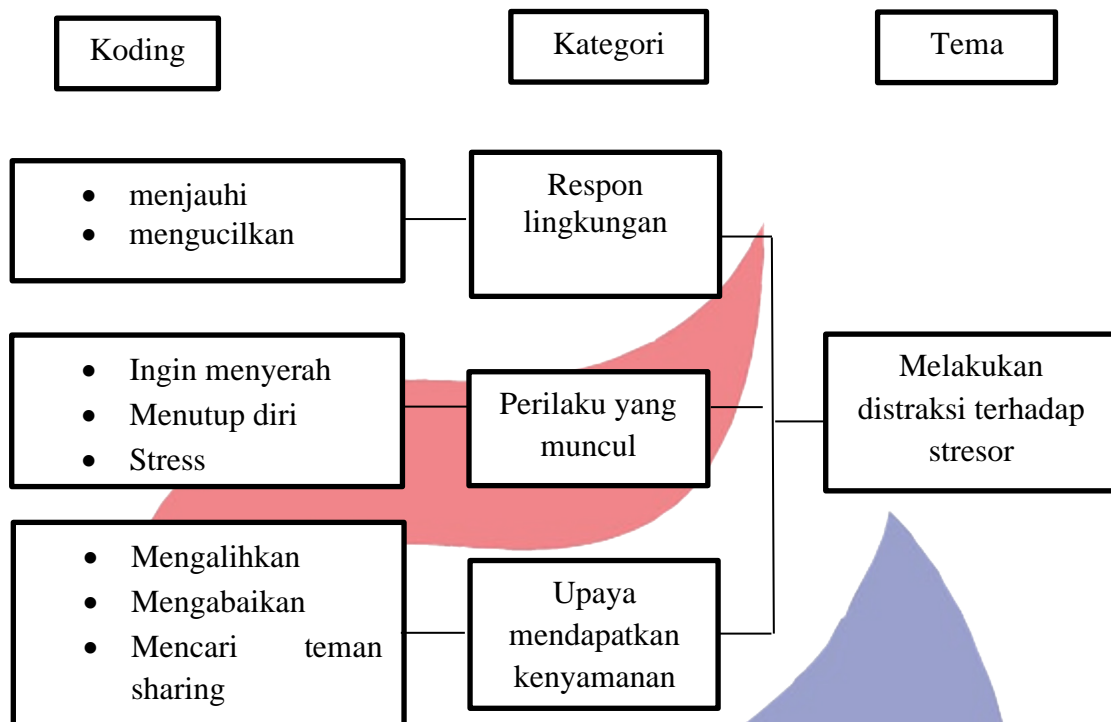 Koding
Kategori
Tema
menjauhi
mengucilkan
Respon
lingkungan
Ingin menyerah
Menutup diri
Stress
Perilaku yang
muncul
Melakukan
distraksi terhadap
stresor
Mengalihkan
Mengabaikan
Mencari teman
sharing
Upaya
mendapatkan
kenyamanan